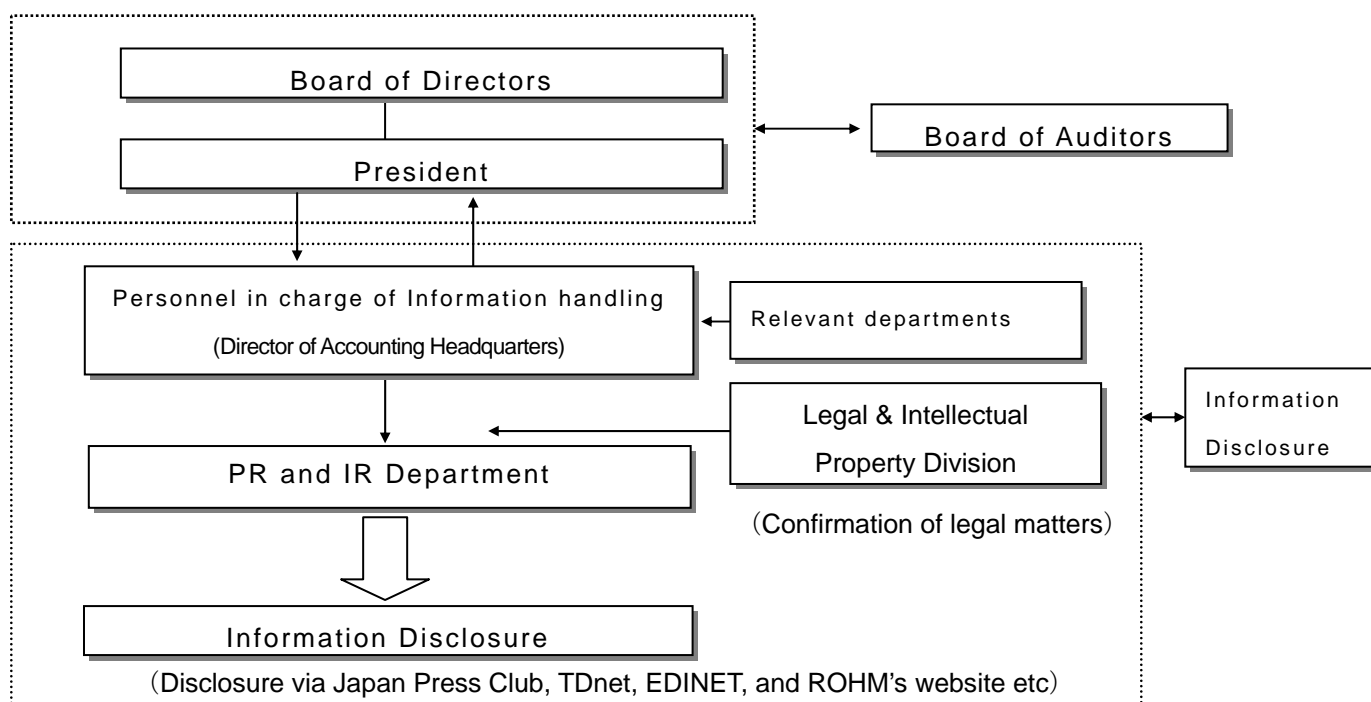 Board of Directors
Board of Auditors
President
Personnel in charge of Information handling
(Director of Accounting Headquarters)
Relevant departments
Legal & Intellectual
Property Division
Information
Disclosure
PR and IR Department
（Confirmation of legal matters）
Information Disclosure
（Disclosure via Japan Press Club, TDnet, EDINET, and ROHM's website etc）